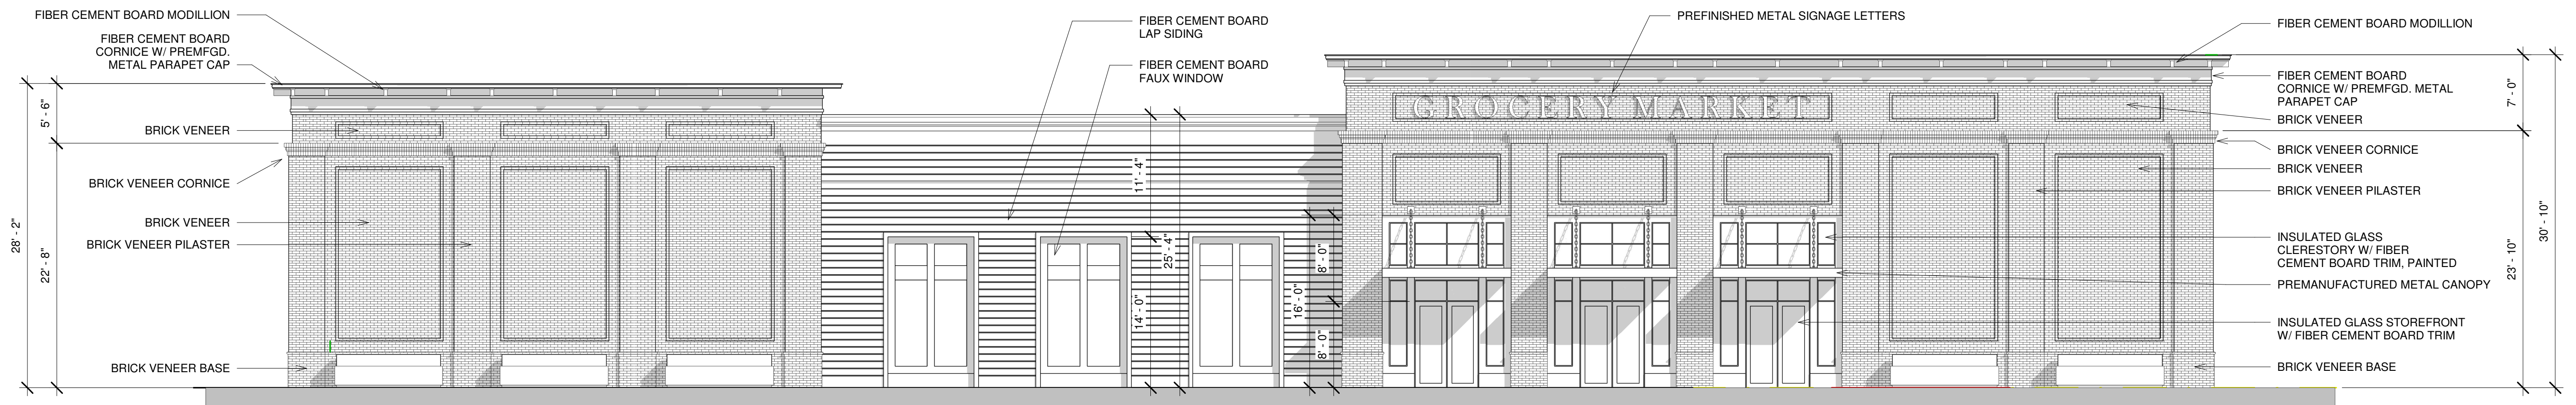 FIBER CEMENT BOARD MODILLION
FIBER CEMENT BOARD
CORNICE W/ PREMFGD.
METAL PARAPET CAP
BRICK VENEER
BRICK VENEER CORNICE
BRICK VENEER
BRICK VENEER PILASTER
BRICK VENEER BASE
28' - 2"
5' - 6"
22' - 8"
FIBER CEMENT BOARD
LAP SIDING
FIBER CEMENT BOARD
FAUX WINDOW
11' - 4"
14' - 0"
25' - 4"
16' - 0"
8' - 0"
8' - 0"
PREFINISHED METAL SIGNAGE LETTERS
GROCERY MARKET
FIBER CEMENT BOARD MODILLION
FIBER CEMENT BOARD
CORNICE W/ PREMFGD. METAL
PARAPET CAP
BRICK VENEER
BRICK VENEER CORNICE
BRICK VENEER
BRICK VENEER PILASTER
INSULATED GLASS
CLERESTORY W/ FIBER
CEMENT BOARD TRIM, PAINTED
PREMANUFACTURED METAL CANOPY
INSULATED GLASS STOREFRONT
W/ FIBER CEMENT BOARD TRIM
BRICK VENEER BASE
7' - 0"
23' - 10"
30' - 10"